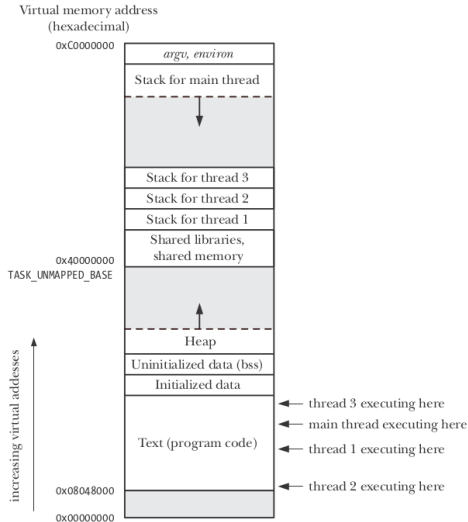 Virtual memory address
(hexadecimal)
0xC0000000
argv, environ
Stack for main thread
Stack for thread 3
Stack for thread 2
Stack for thread 1
Shared libraries,
shared memory
0x40000000
TASK_UNMAPPED_BASE
Heap
Uninitialized data (bss)
Initialized data
thread 3 executing here
main thread executing here
Text (program code)
thread 1 executing here
thread 2 executing here
0x08048000
0x00000000
increasing virtual addesses